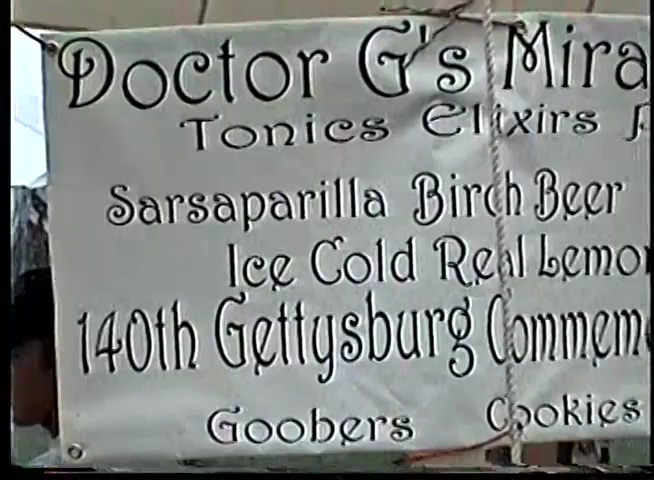 Doctor G's Mira
Tonics Elixirs
Sarsaparilla Birch Beer
Ice Cold Real Lemo
140th Gettysburg Commem
Goobers Cookies